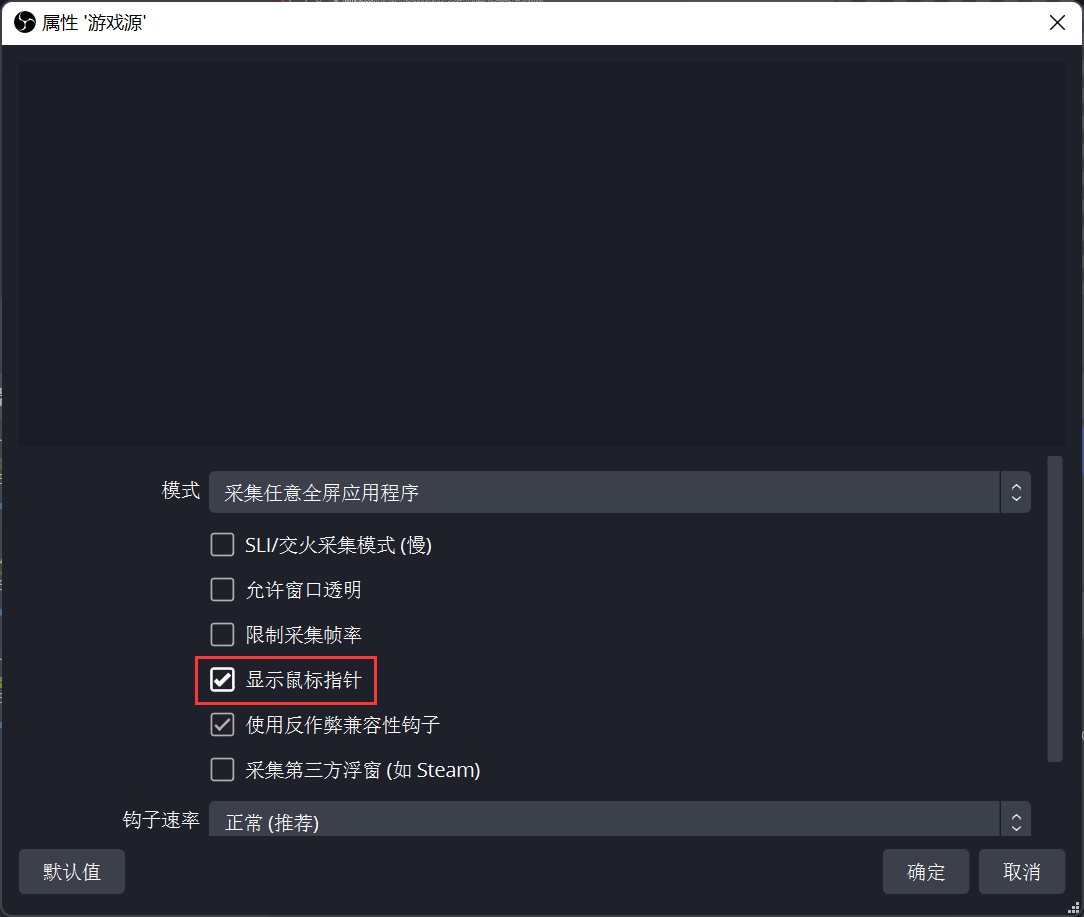 属性 '游戏源'
模式 采集任意全屏应用程序
SLI/交火采集模式 (慢)
允许窗口透明
限制采集帧率
显示鼠标指针
使用反作弊兼容性钩子
采集第三方浮窗 (如 Steam)
钩子速率 正常 (推荐)
默认值 确定 取消